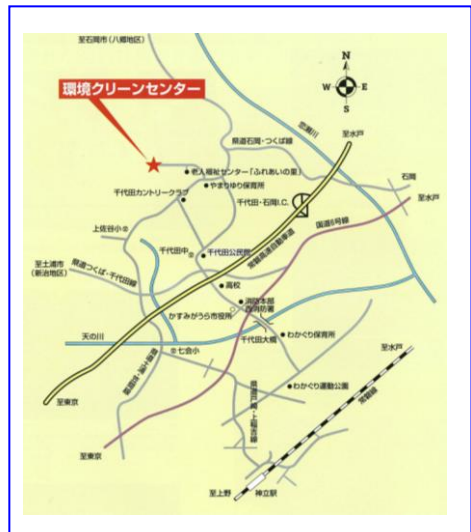 至石岡市(八郷地区)
環境クリーンセンター
N
W
E
S
恋瀬川
至水戸
県道石岡・つくば線
老人福祉センター「ふれあいの里」
やまゆり保育所
石岡
至水戸
千代田カントリークラブ
千代田・石岡I.C.
国道6号線
上佐谷小
千代田中
千代田公民館
常磐高速自動車道
至土浦市
(新治地区)
県道つくば・千代田線
高校
消防本部
西消防署
かすみがうら市役所
天の川
千代田大橋
わかぐり保育所
七会小
至水戸
わかぐり運動公園
常磐線
至東京
至東京
至上野
神立駅